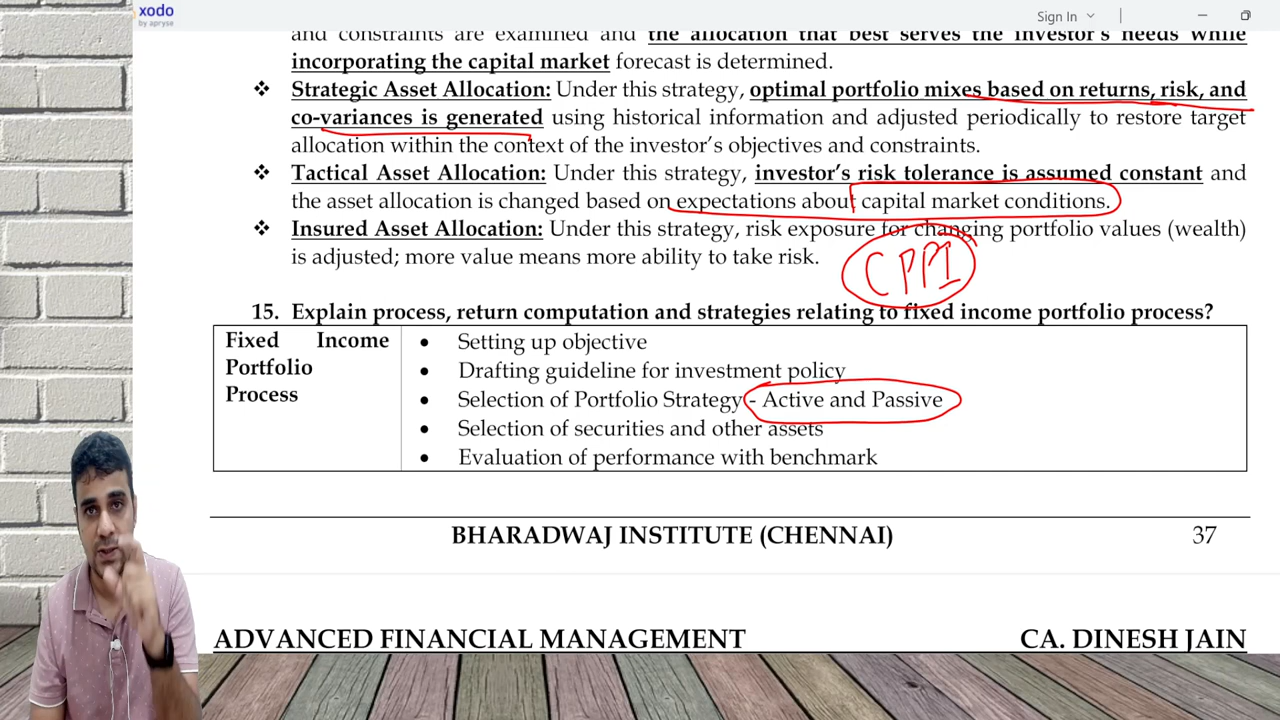 xodo
by apryse
Sign In
and constraints are examined and the allocation that best serves the investor's needs while
incorporating the capital market forecast is determined.
❖ Strategic Asset Allocation: Under this strategy, optimal portfolio mixes based on returns, risk, and
co-variances is generated using historical information and adjusted periodically to restore target
allocation within the context of the investor's objectives and constraints.
❖ Tactical Asset Allocation: Under this strategy, investor's risk tolerance is assumed constant and
the asset allocation is changed based on expectations about capital market conditions.
❖ Insured Asset Allocation: Under this strategy, risk exposure for changing portfolio values (wealth)
is adjusted; more value means more ability to take risk.
CPPI
15. Explain process, return computation and strategies relating to fixed income portfolio process?
Fixed Income
Portfolio
Process
• Setting up objective
• Drafting guideline for investment policy
• Selection of Portfolio Strategy - Active and Passive
• Selection of securities and other assets
• Evaluation of performance with benchmark
BHARADWAJ INSTITUTE (CHENNAI) 37
ADVANCED FINANCIAL MANAGEMENT CA. DINESH JAIN